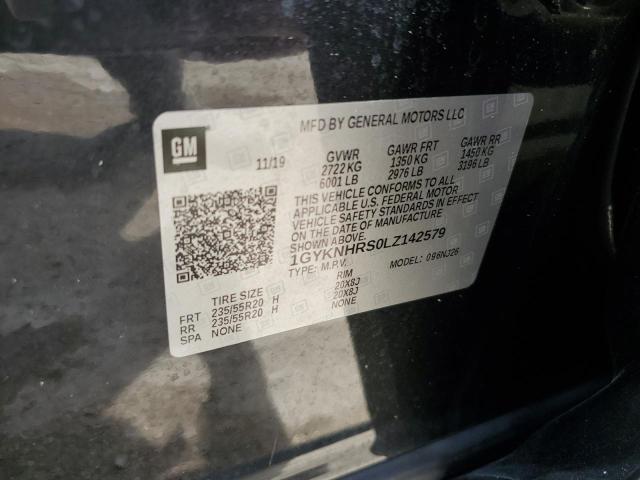 MFD BY GENERAL MOTORS LLC
GM
11/19
GVWR GAWR FRT GAWR RR
2722 KG 1350 KG 1450 KG
6001 LB 2976 LB 3196 LB
THIS VEHICLE CONFORMS TO ALL
APPLICABLE U.S. FEDERAL MOTOR
VEHICLE SAFETY STANDARDS IN EFFECT
ON THE DATE OF MANUFACTURE
SHOWN ABOVE.
1GYKNHRS0LZ142579
TYPE: M.P.V. MODEL: 096NJ26
TIRE SIZE RIM
FRT 235/55R20 H 20X8J
RR 235/55R20 H 20X8J
SPA NONE NONE